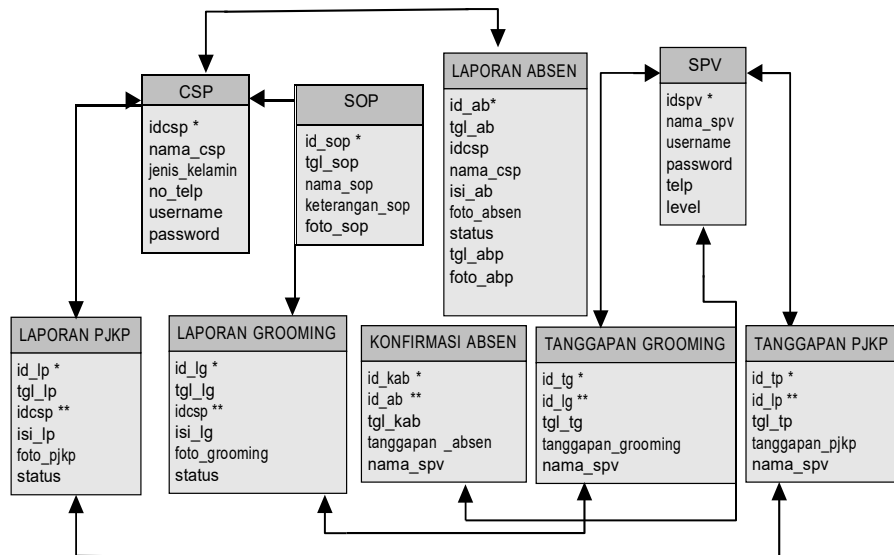 CSP
idcsp *
nama_csp
jenis_kelamin
no_telp
username
password
SOP
id_sop *
tgl_sop
nama_sop
keterangan_sop
foto_sop
LAPORAN ABSEN
id_ab*
tgl_ab
idcsp
nama_csp
isi_ab
foto_absen
status
tgl_abp
foto_abp
SPV
idspv *
nama_spv
username
password
telp
level
LAPORAN PJKP
id_lp *
tgl_lp
idcsp **
isi_lp
foto_pjkp
status
LAPORAN GROOMING
id_lg *
tgl_lg
idcsp **
isi_lg
foto_grooming
status
KONFIRMASI ABSEN
id_kab *
id_ab **
tgl_kab
tanggapan _absen
nama_spv
TANGGAPAN GROOMING
id_tg *
id_lg **
tgl_tg
tanggapan_grooming
nama_spv
TANGGAPAN PJKP
id_tp *
id_lp **
tgl_tp
tanggapan_pjkp
nama_spv